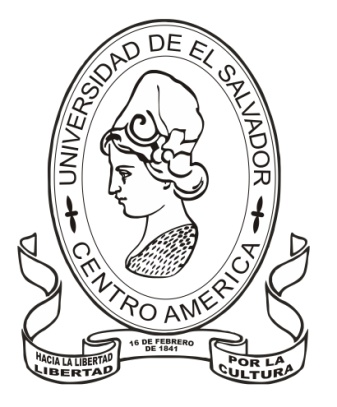 UNIVERSIDAD DE EL SALVADOR
CENTRO AMERICA
HACIA LA LIBERTAD
LIBERTAD
16 DE FEBRERO
DE 1841
POR LA
CULTURA